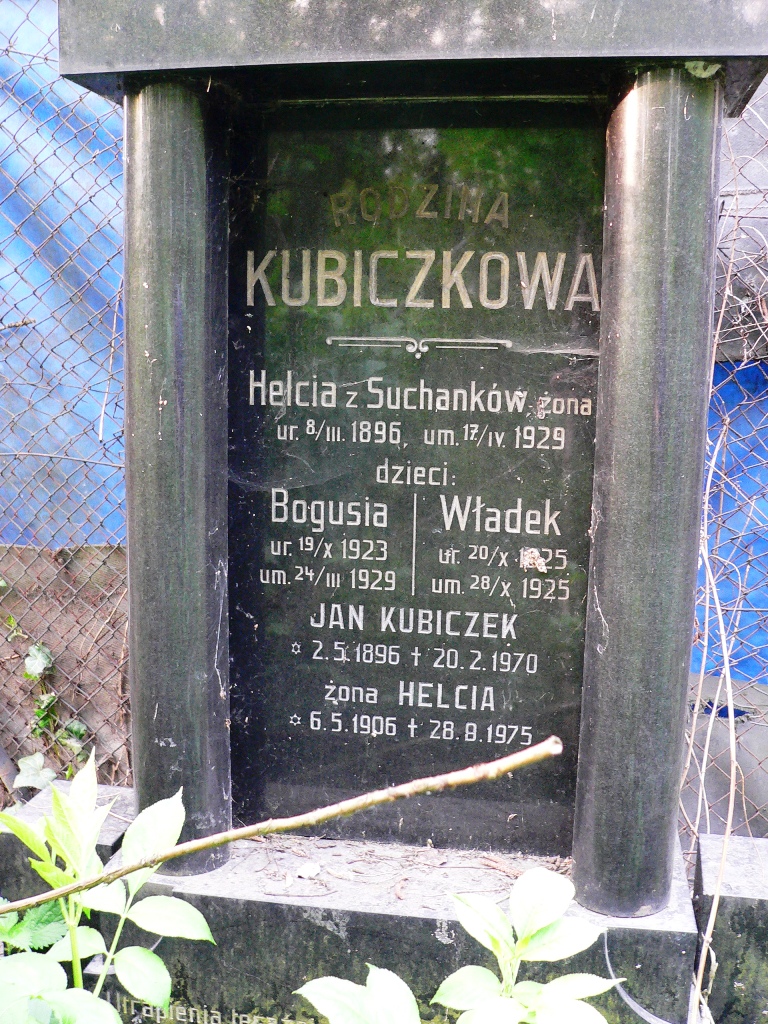 RODZINA
KUBICZKOWA
Helcia z Suchanków żona
ur. 8/III. 1896, um. 17/IV. 1929
dzieci:
Bogusia Władek
ur. 19/X 1923 ur. 20/X 1925
um. 24/III 1929 um. 28/X 1925
JAN KUBICZEK
✡ 2.5.1896 † 20.2.1970
żona HELCIA
✡ 6.5.1906 † 28.8.1975
Utrapienia